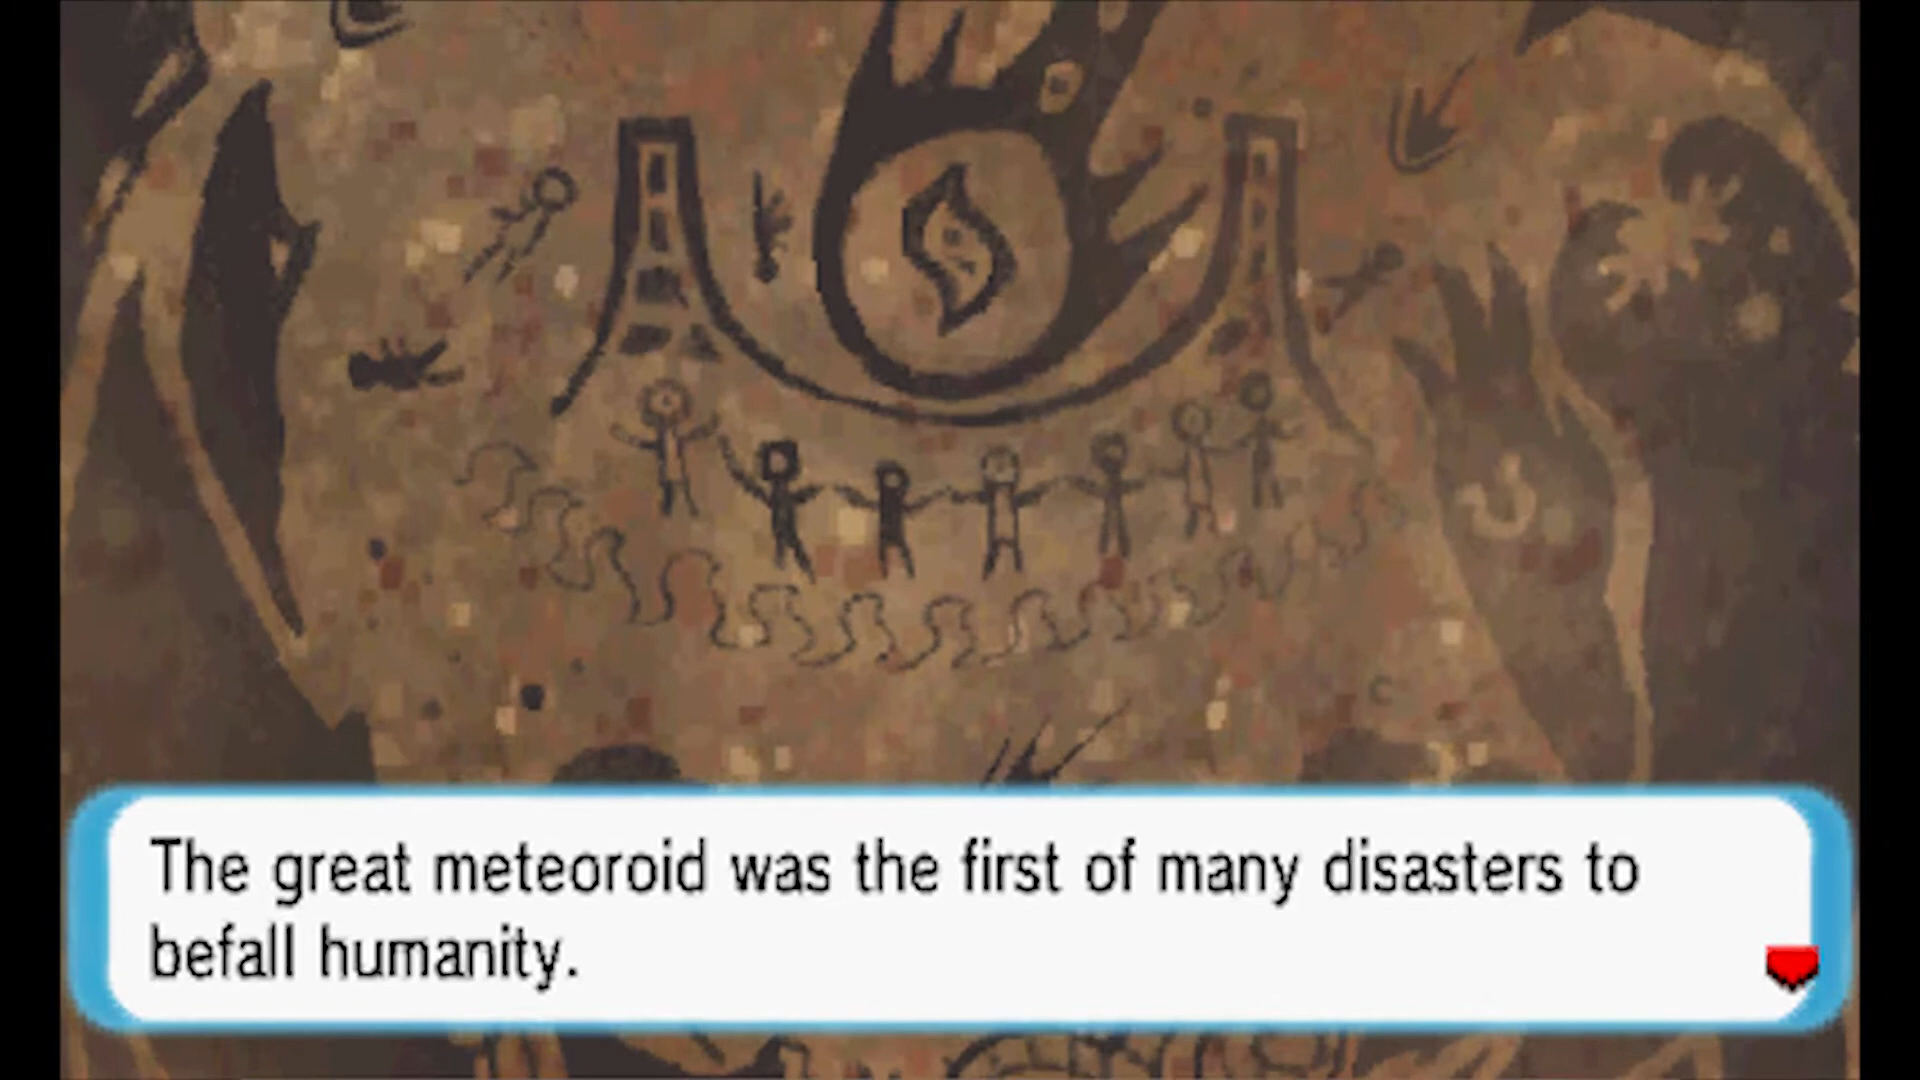 The great meteoroid was the first of many disasters to
befall humanity.